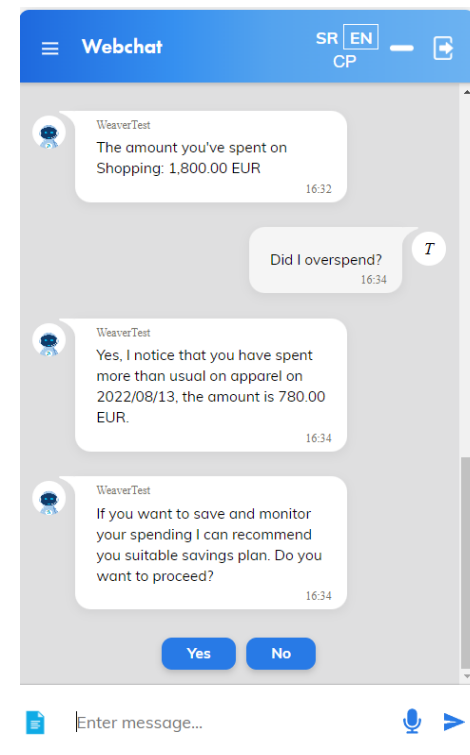 Webchat
SR EN
CP
WeaverTest
The amount you've spent on
Shopping: 1,800.00 EUR
16:32
T
Did I overspend?
16:34
WeaverTest
Yes, I notice that you have spent
more than usual on apparel on
2022/08/13, the amount is 780.00
EUR.
16:34
WeaverTest
If you want to save and monitor
your spending I can recommend
you suitable savings plan. Do you
want to proceed?
16:34
Yes No
Enter message...